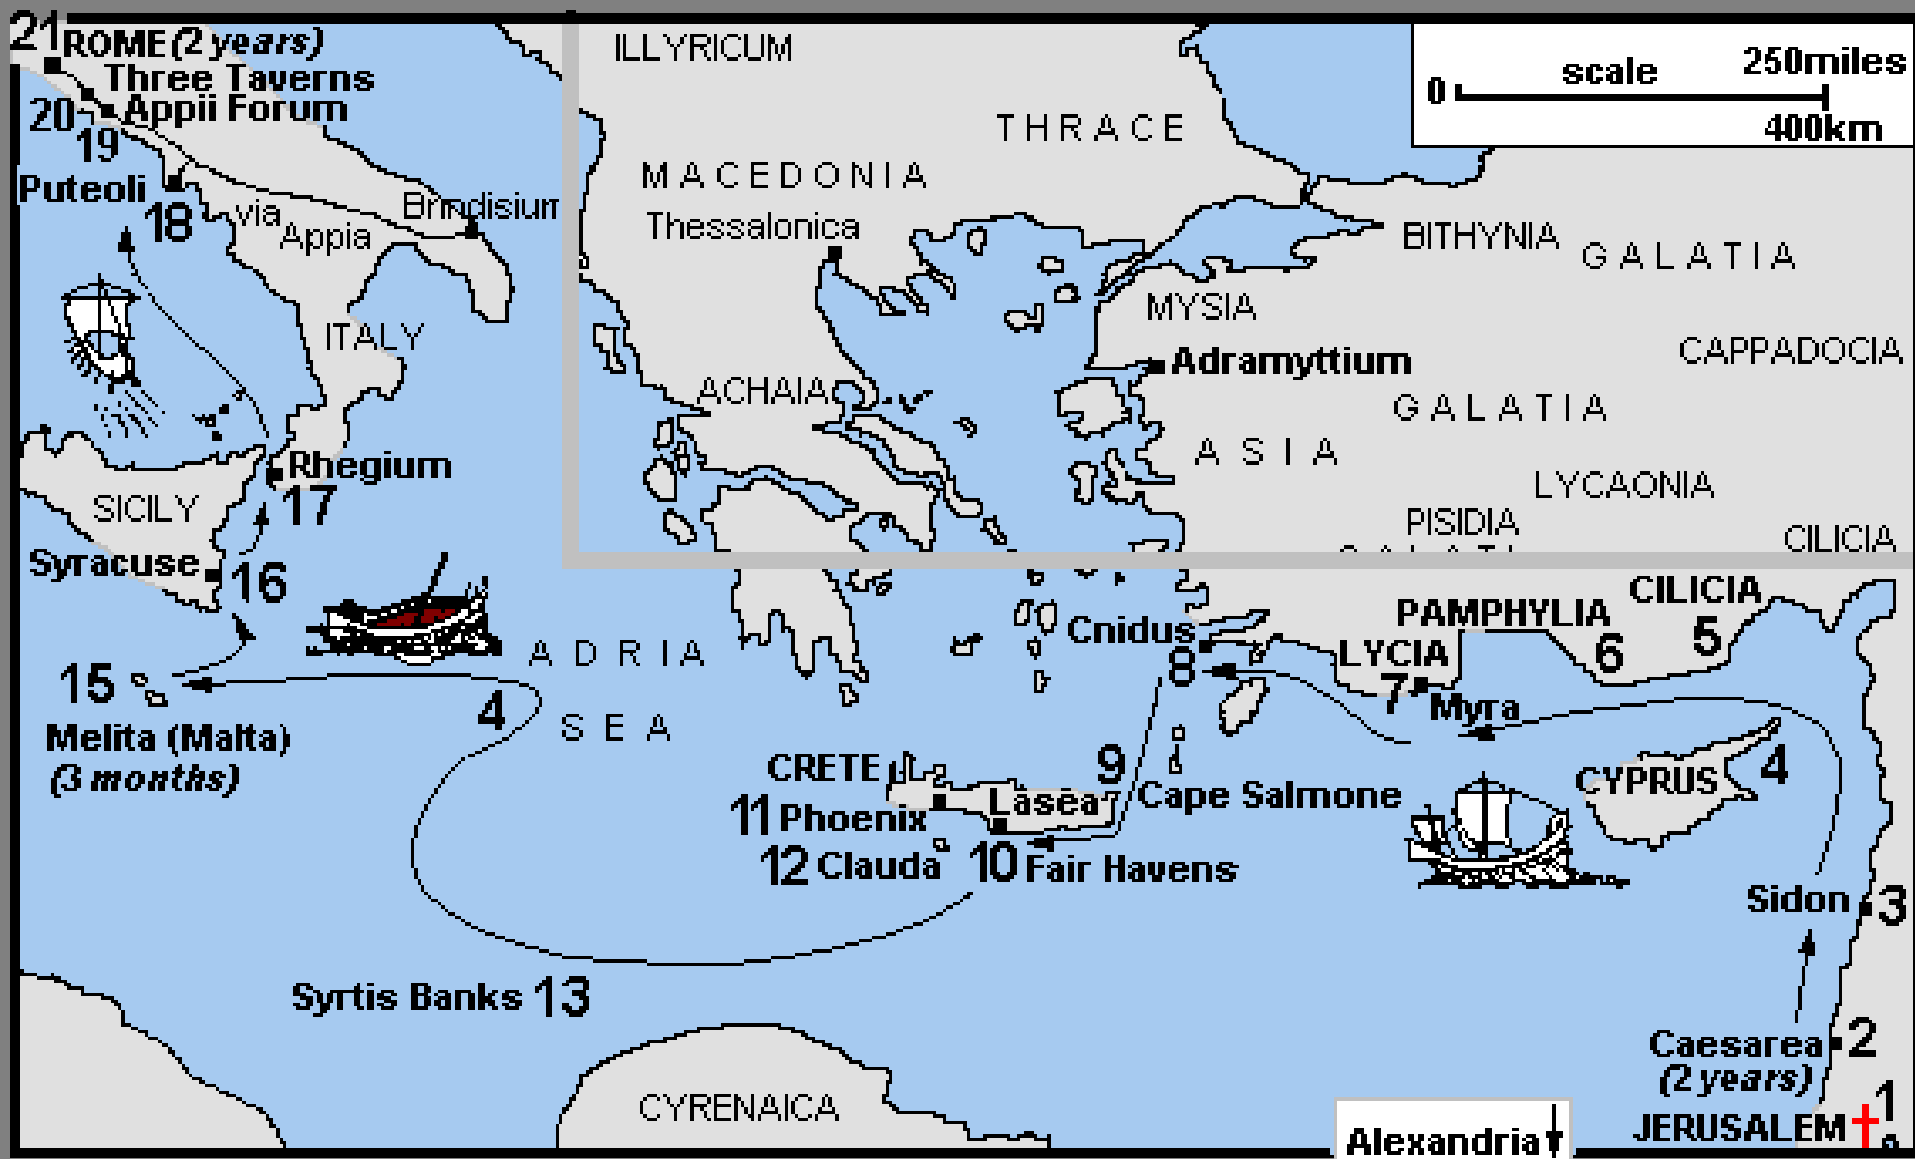 21
ROME (2 years)
Three Taverns
20
Appii Forum
19
Puteoli
18
via
Appia
Brindisium
ITALY
ILLYRICUM
THRACE
MACEDONIA
Thessalonica
0
scale
250miles
400km
BITHYNIA
GALATIA
MYSIA
Adramyttium
CAPPADOCIA
ACHAIA
GALATIA
ASIA
LYCAONIA
PISIDIA
CILICIA
Rhegium
17
SICILY
Syracuse
16
ADRIA
SEA
15
Melita (Malta)
(3 months)
4
Cnidus
8
PAMPHYLIA
CILICIA
6
5
LYCIA
7
Myra
CYPRUS
4
CRETE
9
Lasea
Cape Salmone
11 Phoenix
12 Clauda
10 Fair Havens
Sidon 3
Syrtis Banks 13
Caesarea 2
(2 years)
CYRENAICA
1
JERUSALEM
Alexandria